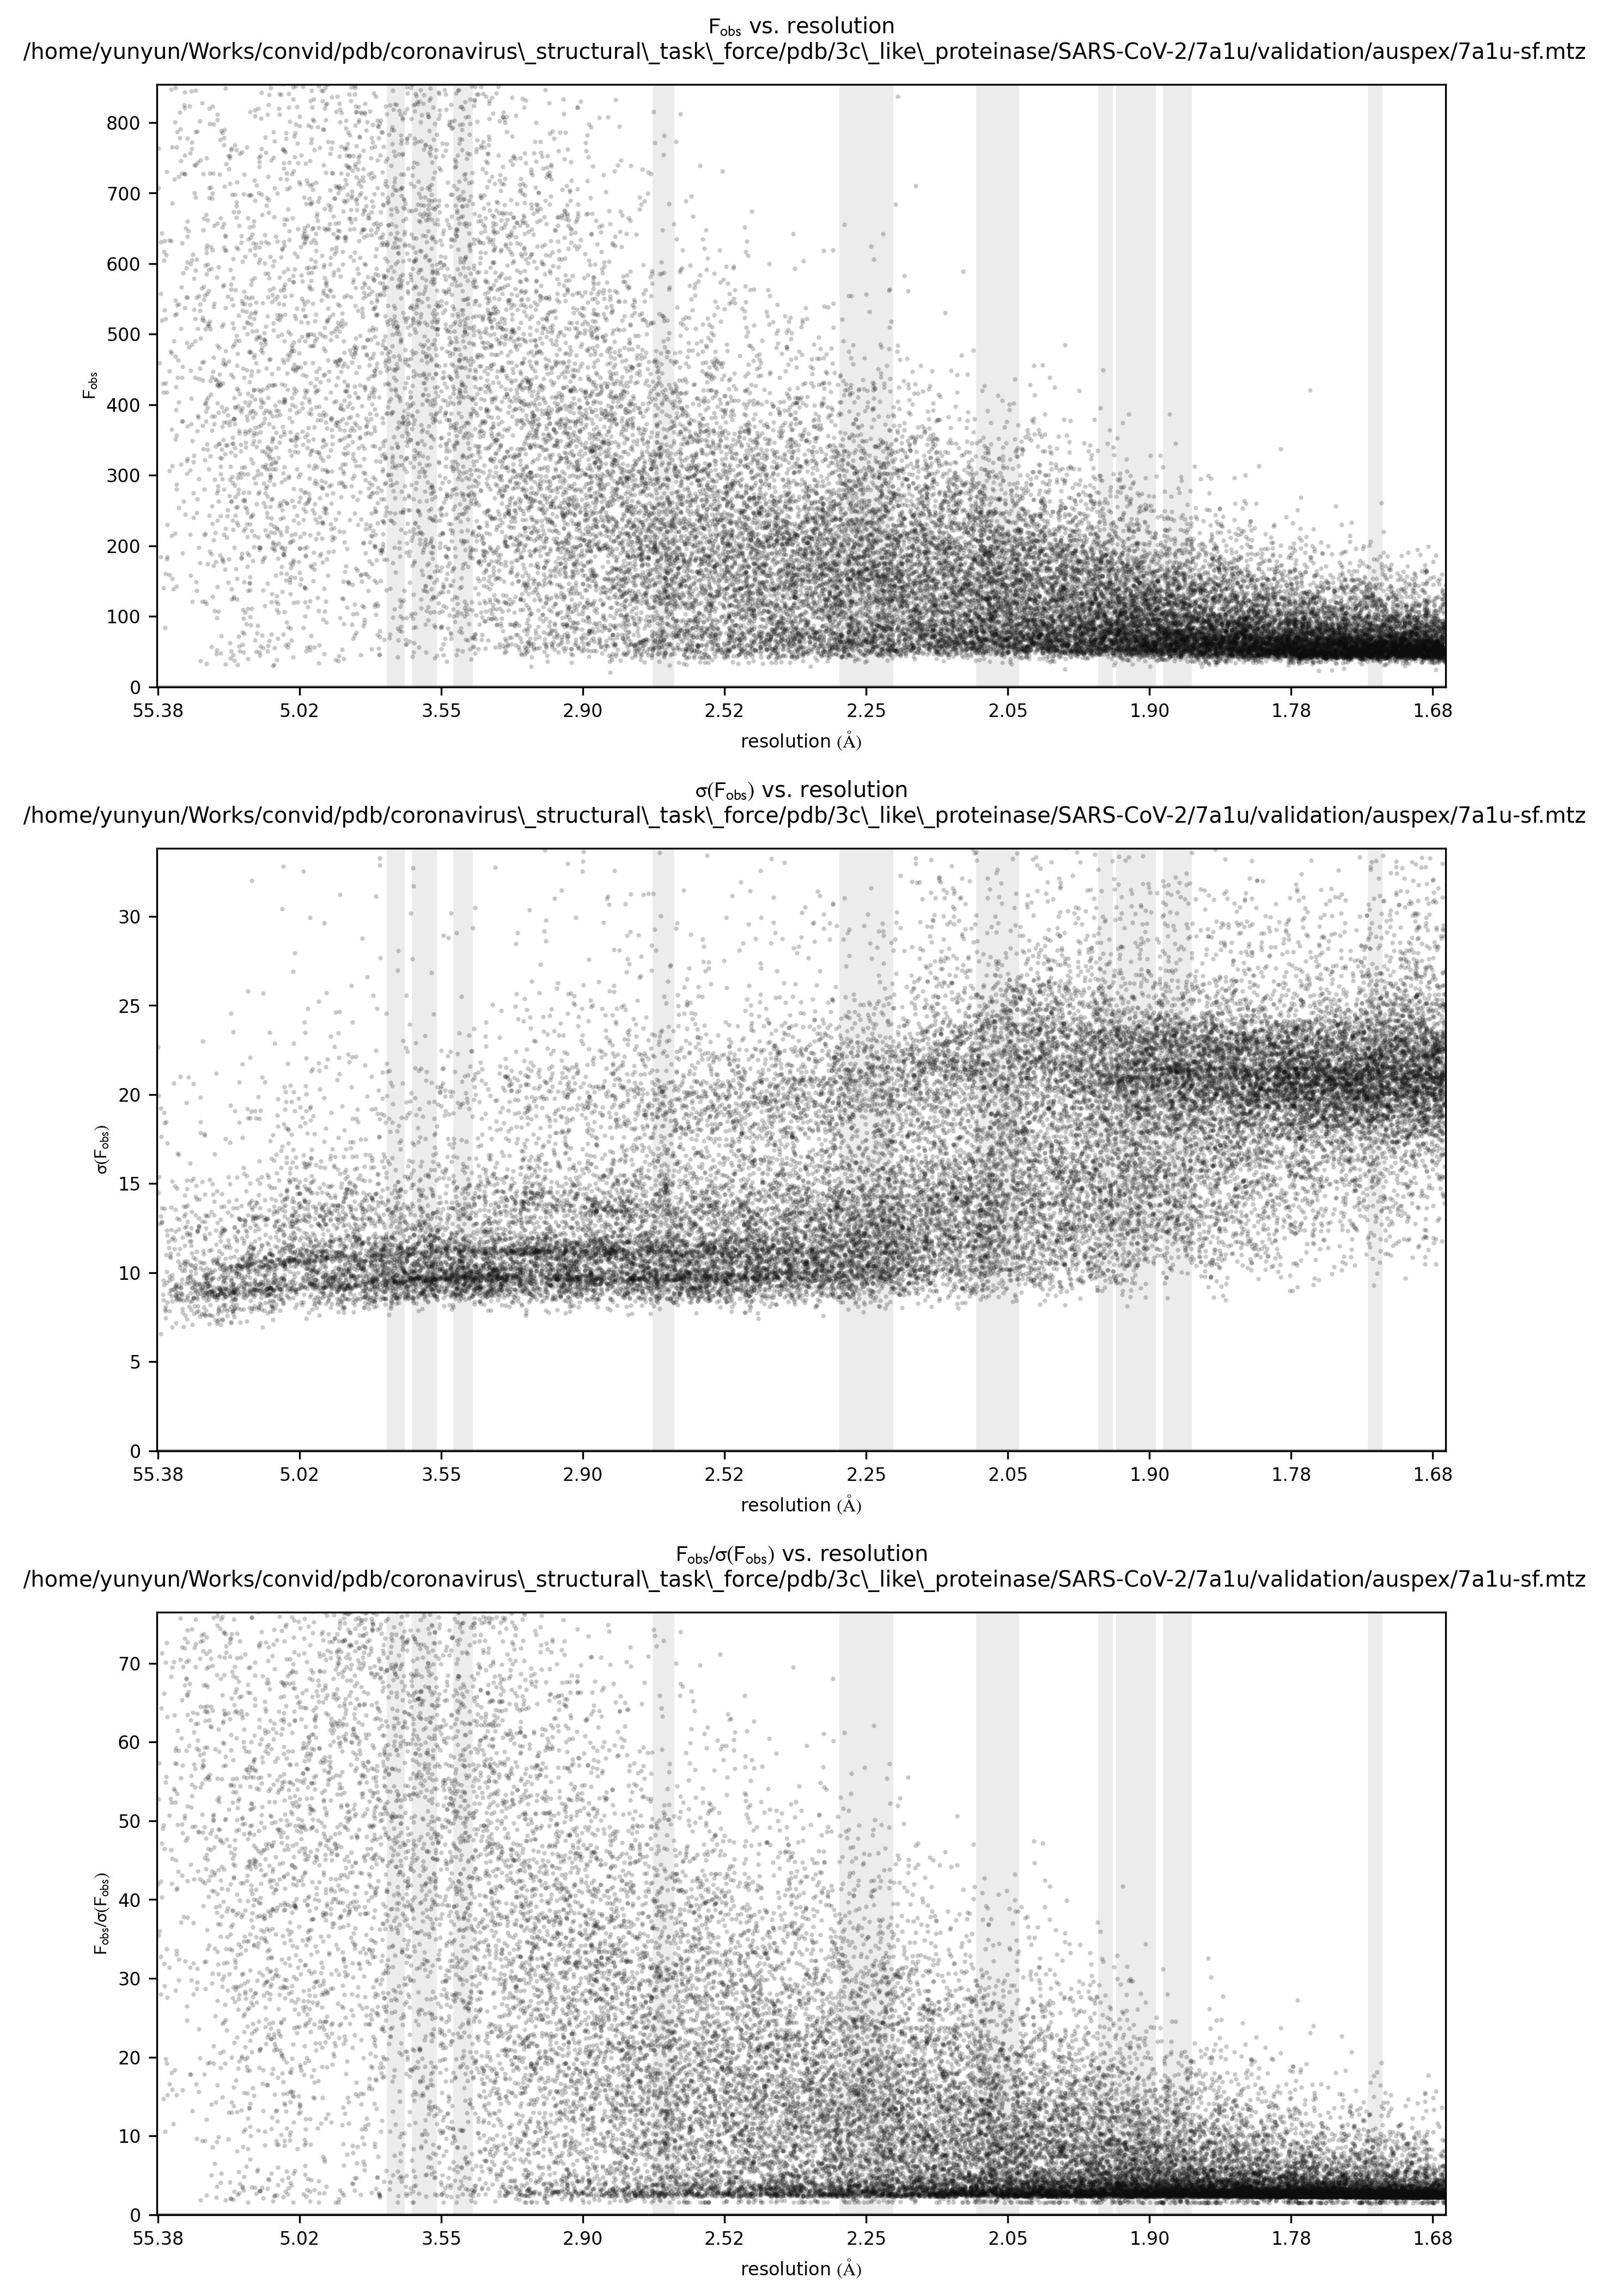 Fobs vs. resolution
/home/yunyun/Works/convid/pdb/coronavirus\_structural\_task\_force/pdb/3c\_like\_proteinase/SARS-CoV-2/7a1u/validation/auspex/7a1u-sf.mtz
800
700
600
500
400
300
200
100
0
Fobs
55.38 5.02 3.55 2.90 2.52 2.25 2.05 1.90 1.78 1.68
resolution (Å)
σ(Fobs) vs. resolution
/home/yunyun/Works/convid/pdb/coronavirus\_structural\_task\_force/pdb/3c\_like\_proteinase/SARS-CoV-2/7a1u/validation/auspex/7a1u-sf.mtz
30
25
20
15
10
5
0
σ(Fobs)
55.38 5.02 3.55 2.90 2.52 2.25 2.05 1.90 1.78 1.68
resolution (Å)
Fobs/σ(Fobs) vs. resolution
/home/yunyun/Works/convid/pdb/coronavirus\_structural\_task\_force/pdb/3c\_like\_proteinase/SARS-CoV-2/7a1u/validation/auspex/7a1u-sf.mtz
70
60
50
40
30
20
10
0
Fobs/σ(Fobs)
55.38 5.02 3.55 2.90 2.52 2.25 2.05 1.90 1.78 1.68
resolution (Å)